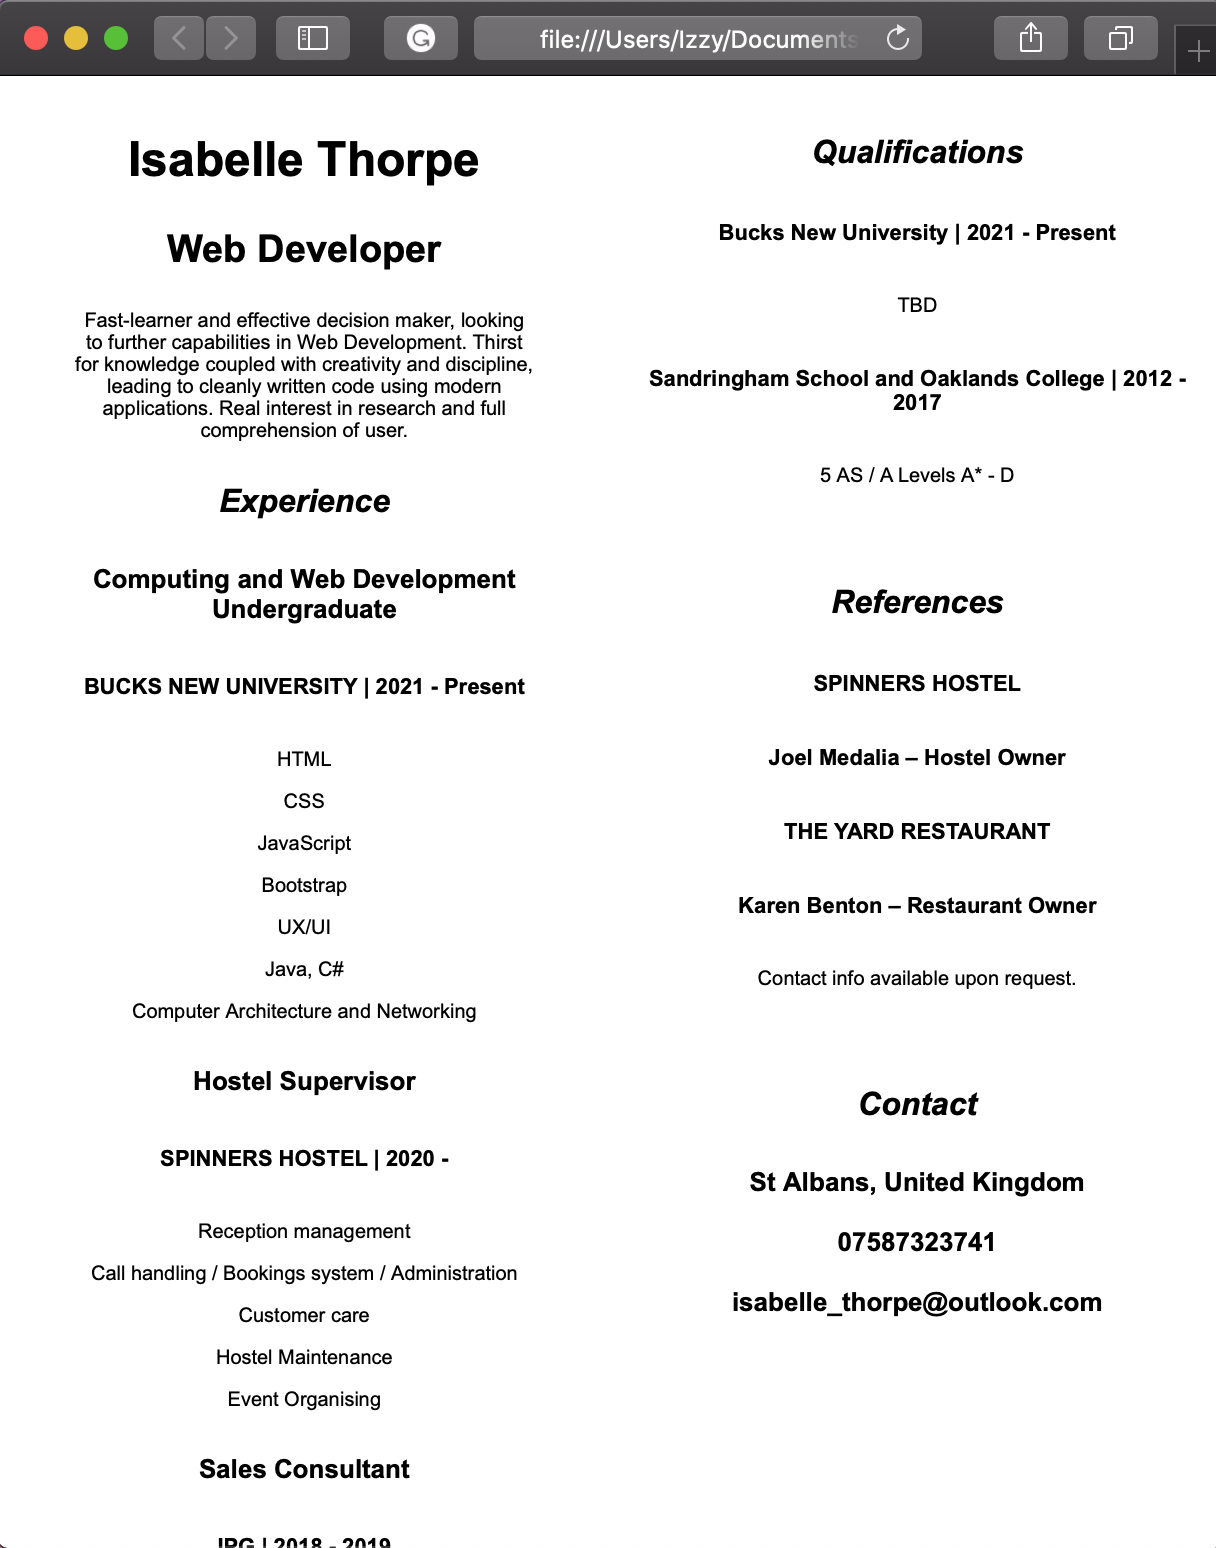 file:///Users/Izzy/Documents
Isabelle Thorpe
Web Developer
Fast-learner and effective decision maker, looking
to further capabilities in Web Development. Thirst
for knowledge coupled with creativity and discipline,
leading to cleanly written code using modern
applications. Real interest in research and full
comprehension of user.
Experience
Computing and Web Development
Undergraduate
BUCKS NEW UNIVERSITY | 2021 - Present
HTML
CSS
JavaScript
Bootstrap
UX/UI
Java, C#
Computer Architecture and Networking
Hostel Supervisor
SPINNERS HOSTEL | 2020 -
Reception management
Call handling / Bookings system / Administration
Customer care
Hostel Maintenance
Event Organising
Sales Consultant
IPG | 2018 - 2019
Qualifications
Bucks New University | 2021 - Present
TBD
Sandringham School and Oaklands College | 2012 -
2017
5 AS / A Levels A* - D
References
SPINNERS HOSTEL
Joel Medalia – Hostel Owner
THE YARD RESTAURANT
Karen Benton – Restaurant Owner
Contact info available upon request.
Contact
St Albans, United Kingdom
07587323741
isabelle_thorpe@outlook.com